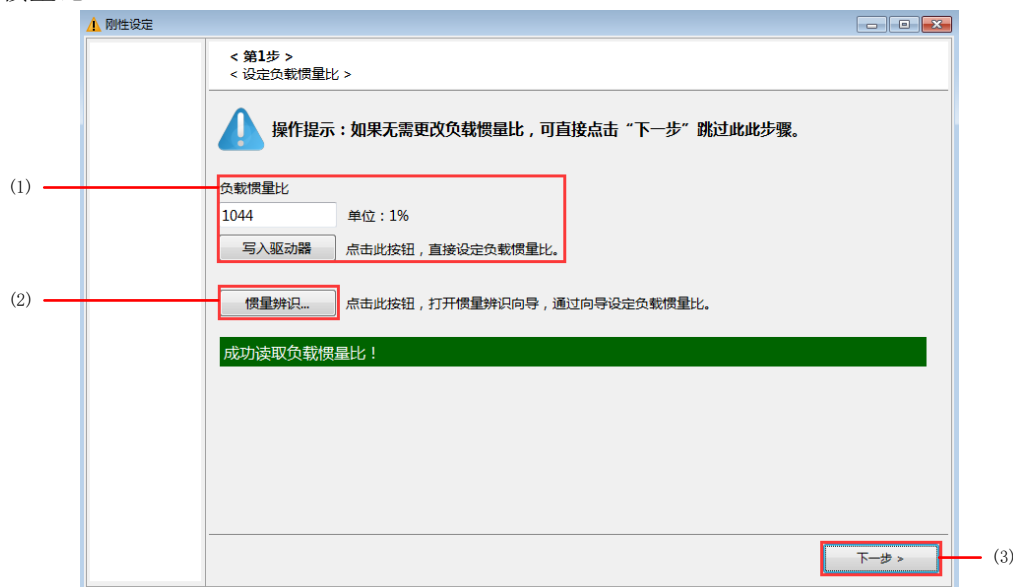 刚性设定
< 第1步 >
< 设定负载惯量比 >
操作提示：如果无需更改负载惯量比，可直接点击“下一步”跳过此此步骤。
(1)
负载惯量比
1044 单位：1%
写入驱动器 点击此按钮，直接设定负载惯量比。
(2)
惯量辨识... 点击此按钮，打开惯量辨识向导，通过向导设定负载惯量比。
成功读取负载惯量比！
下一步 >
(3)